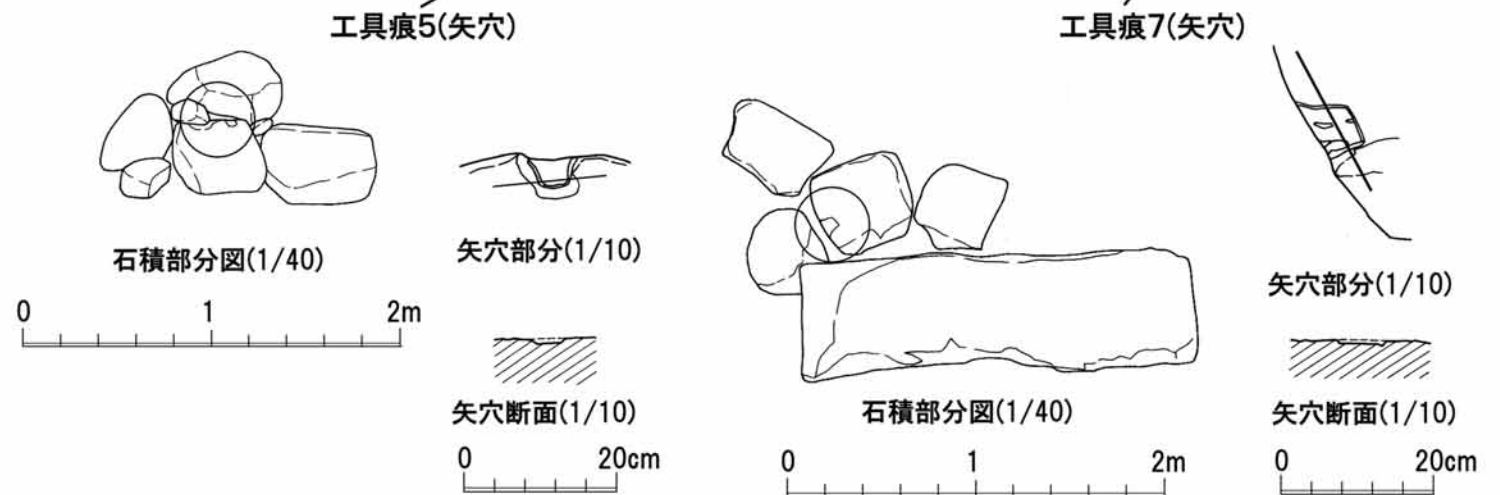 工具痕5(矢穴)
石積部分図(1/40)
0 1 2m
矢穴部分(1/10)
矢穴断面(1/10)
0 20cm
工具痕7(矢穴)
石積部分図(1/40)
0 1 2m
矢穴部分(1/10)
矢穴断面(1/10)
0 20cm